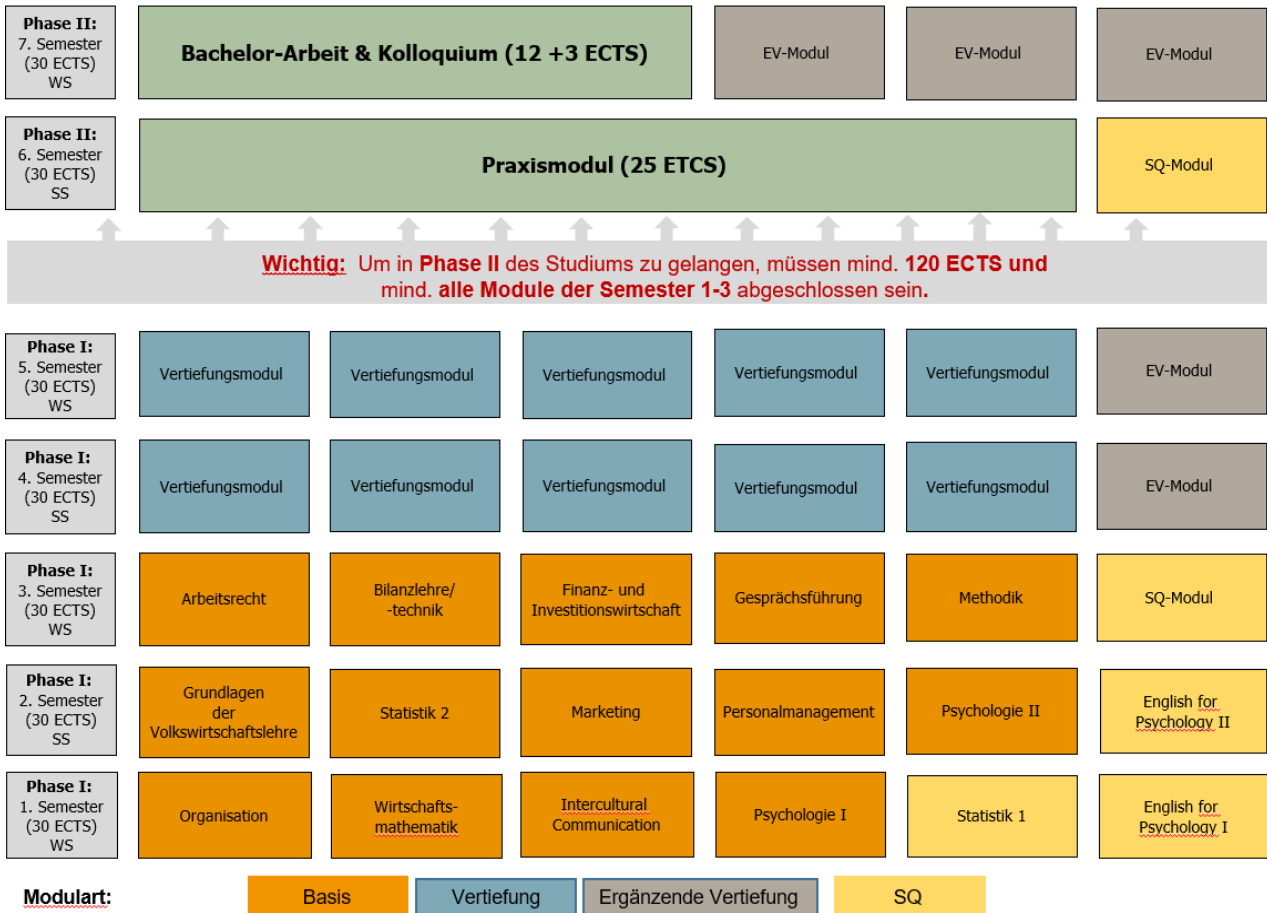 Phase II:
7. Semester
(30 ECTS)
WS
Bachelor-Arbeit & Kolloquium (12 +3 ECTS)
EV-Modul
EV-Modul
EV-Modul
Phase II:
6. Semester
(30 ECTS)
SS
Praxismodul (25 ETCS)
SQ-Modul
Wichtig: Um in Phase II des Studiums zu gelangen, müssen mind. 120 ECTS und
mind. alle Module der Semester 1-3 abgeschlossen sein.
Phase I:
5. Semester
(30 ECTS)
WS
Vertiefungsmodul
Vertiefungsmodul
Vertiefungsmodul
Vertiefungsmodul
Vertiefungsmodul
EV-Modul
Phase I:
4. Semester
(30 ECTS)
SS
Vertiefungsmodul
Vertiefungsmodul
Vertiefungsmodul
Vertiefungsmodul
Vertiefungsmodul
EV-Modul
Phase I:
3. Semester
(30 ECTS)
WS
Arbeitsrecht
Bilanzlehre/
-technik
Finanz- und
Investitionswirtschaft
Gesprächsführung
Methodik
SQ-Modul
Phase I:
2. Semester
(30 ECTS)
SS
Grundlagen
der
Volkswirtschaftslehre
Statistik 2
Marketing
Personalmanagement
Psychologie II
English for
Psychology II
Phase I:
1. Semester
(30 ECTS)
WS
Organisation
Wirtschafts-
mathematik
Intercultural
Communication
Psychologie I
Statistik 1
English for
Psychology I
Modulart:
Basis
Vertiefung
Ergänzende Vertiefung
SQ